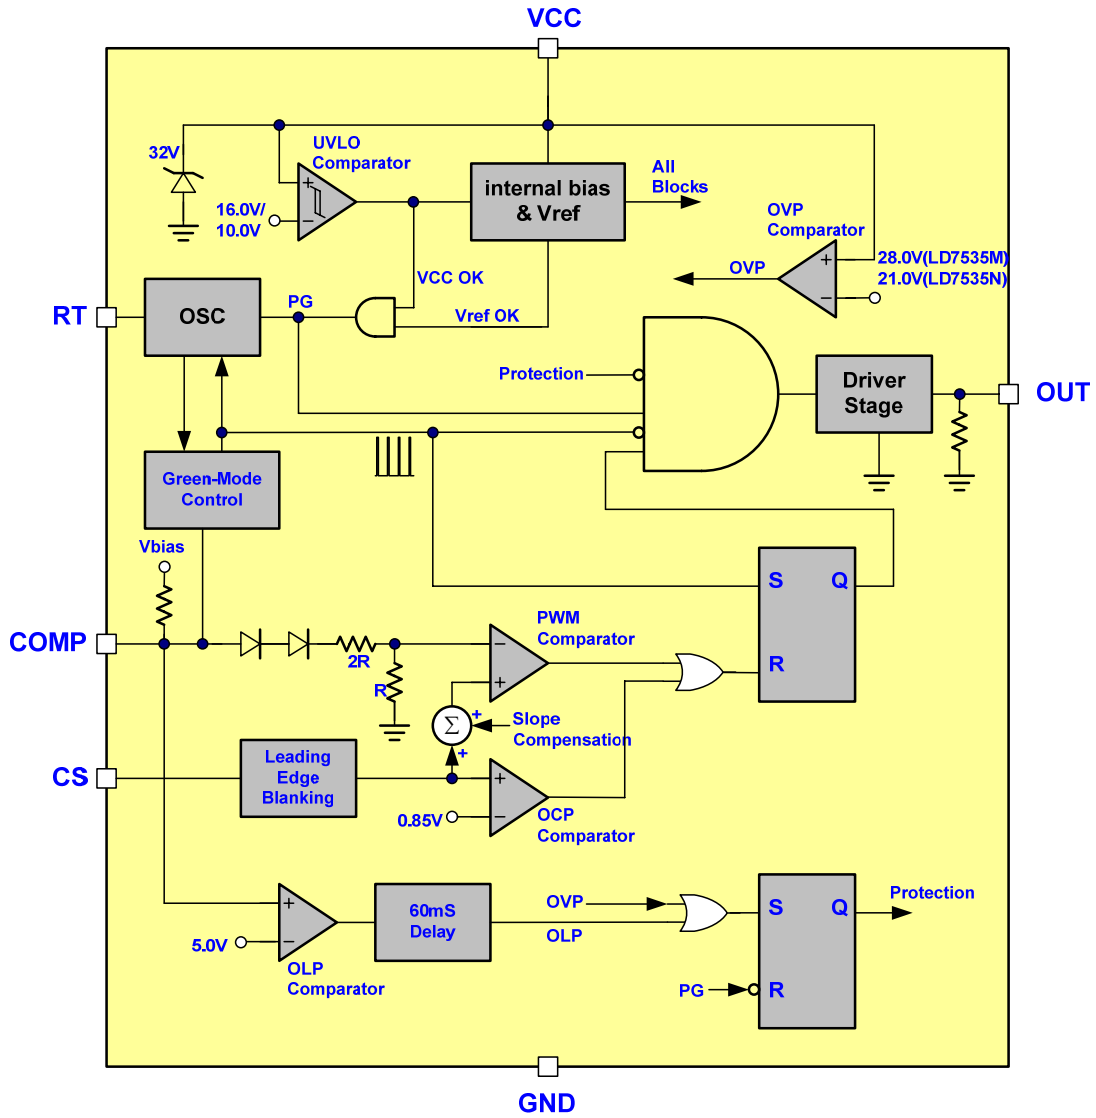 VCC
32V
UVLO
Comparator
16.0V/
10.0V
internal bias
& Vref
All
Blocks
OVP
Comparator
28.0V(LD7535M)
21.0V(LD7535N)
OVP
VCC OK
RT
OSC
PG
Vref OK
Protection
Driver
Stage
OUT
Green-Mode
Control
Vbias
COMP
2R
R
PWM
Comparator
S
Q
R
Σ
+
+
Slope
Compensation
CS
Leading
Edge
Blanking
0.85V
OCP
Comparator
5.0V
OLP
Comparator
60mS
Delay
OVP
OLP
S
Q
Protection
PG
R
GND